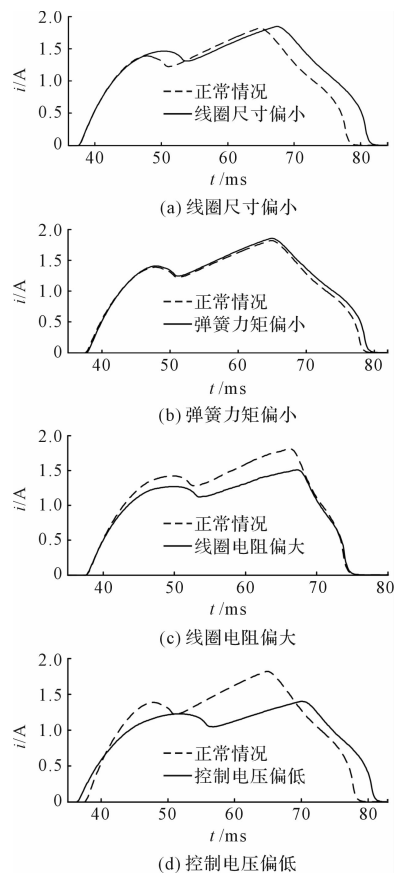 2.0
1.5
1.0
0.5
0
i/A
正常情况
线圈尺寸偏小
40 50 60 70 80
t/ms
(a) 线圈尺寸偏小
2.0
1.5
1.0
0.5
0
i/A
正常情况
弹簧力矩偏小
40 50 60 70 80
t/ms
(b) 弹簧力矩偏小
2.0
1.5
1.0
0.5
0
i/A
正常情况
线圈电阻偏大
40 50 60 70 80
t/ms
(c) 线圈电阻偏大
2.0
1.5
1.0
0.5
0
i/A
正常情况
控制电压偏低
40 50 60 70 80
t/ms
(d) 控制电压偏低